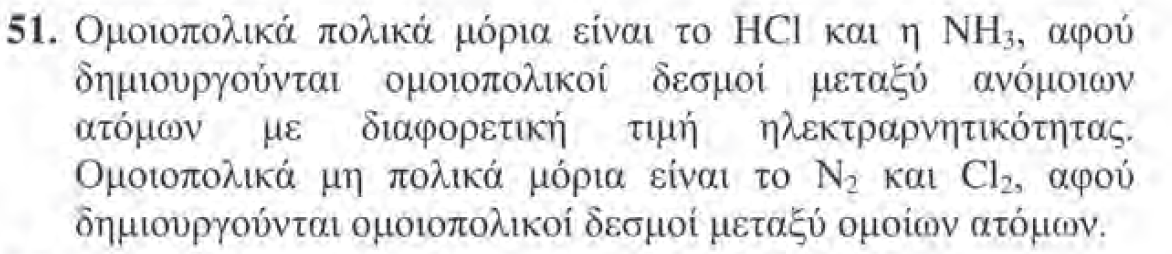 51. Ομοιοπολικά πολικά μόρια είναι το HCl και η NH₃, αφού
δημιουργούνται ομοιοπολικοί δεσμοί μεταξύ ανόμοιων
ατόμων με διαφορετική τιμή ηλεκτραρνητικότητας.
Ομοιοπολικά μη πολικά μόρια είναι το N₂ και Cl₂, αφού
δημιουργούνται ομοιοπολικοί δεσμοί μεταξύ ομοίων ατόμων.